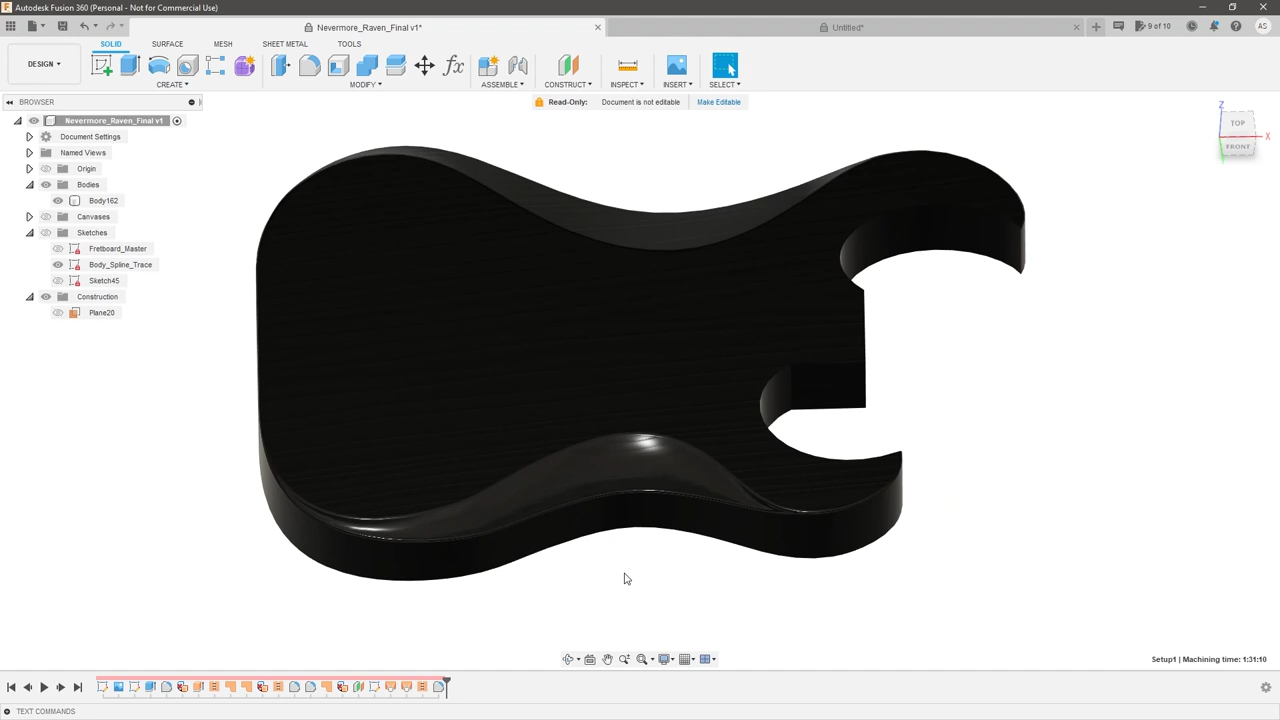 Autodesk Fusion 360 (Personal - Not for Commercial Use)
Nevermore_Raven_Final v1*
Untitled*
9 of 10
AS
SOLID
SURFACE
MESH
SHEET METAL
TOOLS
DESIGN
fx
CREATE
MODIFY
ASSEMBLE
CONSTRUCT
INSPECT
INSERT
SELECT
BROWSER
Read-Only: Document is not editable Make Editable
Nevermore_Raven_Final v1
Document Settings
Named Views
Origin
Bodies
Body162
Canvases
Sketches
Fretboard_Master
Body_Spline_Trace
Sketch45
Construction
Plane20
Z
TOP
X
FRONT
Setup1 | Machining time: 1:31:10
TEXT COMMANDS